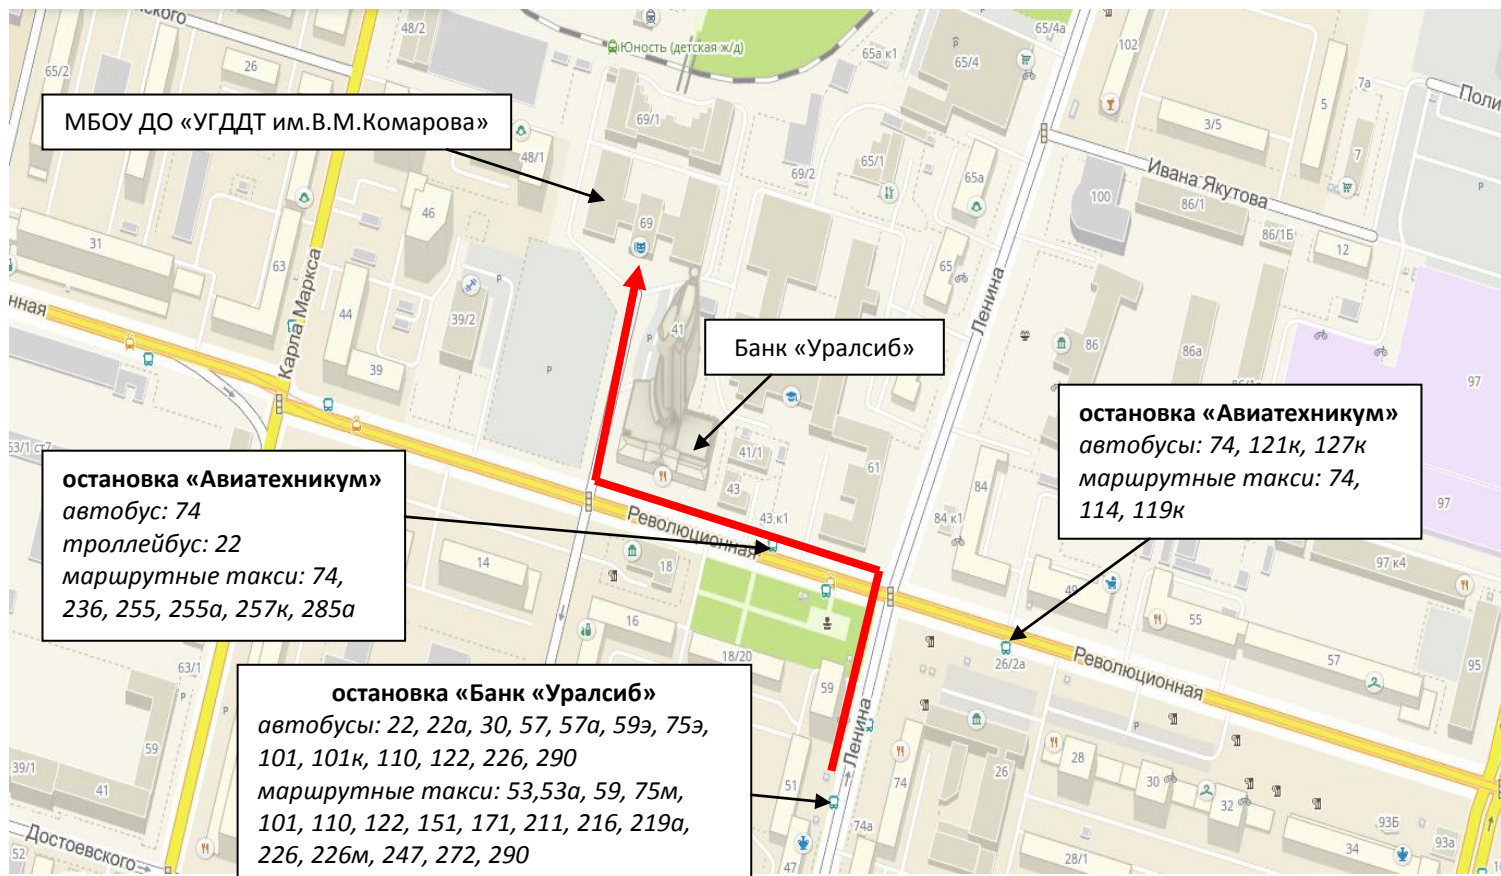 48/2
Юность (детская ж/д)
65а к1
65/4
65/4а
102
7а
Поли
65/2
26
МБОУ ДО «УГДДТ им.В.М.Комарова»
69/1
5
3/5
48/1
65/1
69/2
65а
7
Ивана Якутова
100
86/1
46
69
86/1Б
12
31
63
Карла Маркса
65
Ленина
нная
44
39/2
41
Банк «Уралсиб»
86
86а
39
97
63/1 ст7
41/1
61
43
84
97
остановка «Авиатехникум»
автобусы: 74, 121к, 127к
маршрутные такси: 74,
114, 119к
остановка «Авиатехникум»
автобус: 74
троллейбус: 22
маршрутные такси: 74,
236, 255, 255а, 257к, 285а
43 к1
84 к1
Революционная
14
18
49
97 к4
16
18/20
55
57
95
26/2а
Революционная
63/1
59
остановка «Банк «Уралсиб»
автобусы: 22, 22а, 30, 57, 57а, 59э, 75э,
101, 101к, 110, 122, 226, 290
маршрутные такси: 53,53а, 59, 75м,
101, 110, 122, 151, 171, 211, 216, 219а,
226, 226м, 247, 272, 290
Ленина
59
39/1
41
51
74
26
28
30
32
74а
93Б
93а
Достоевского
52
47
28/1
34